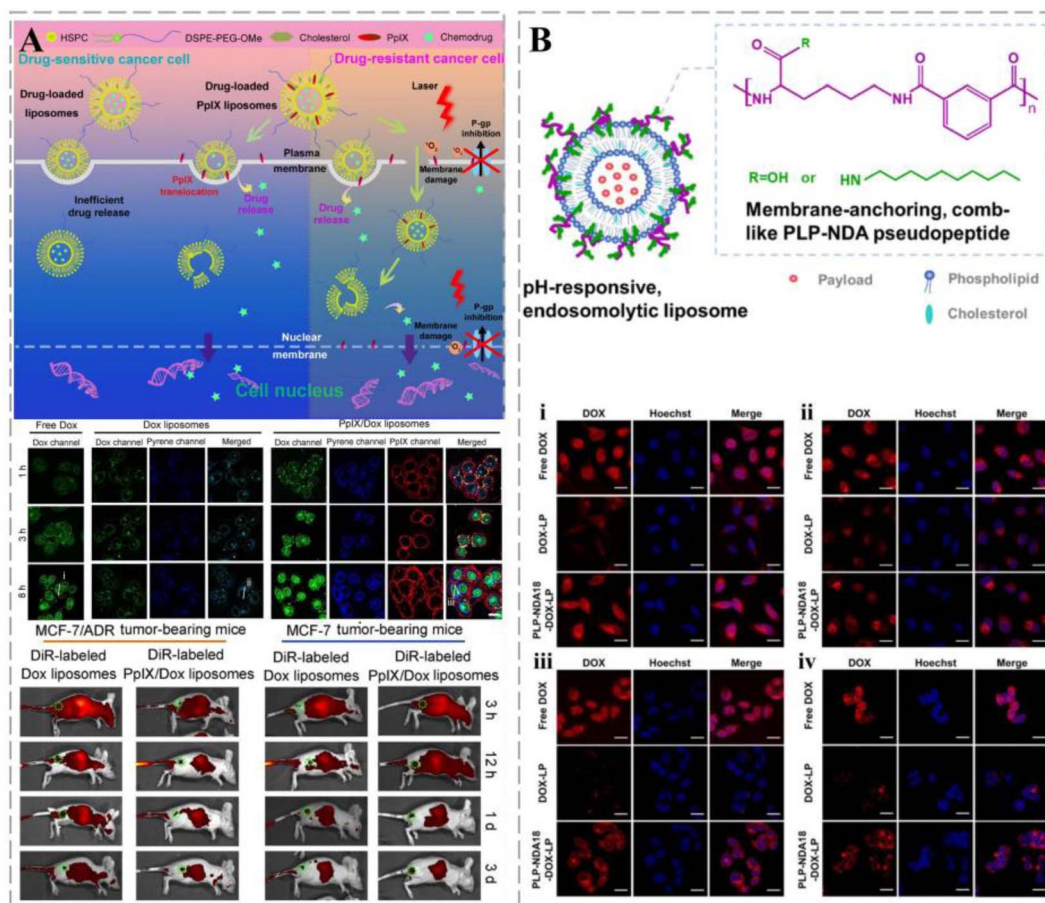 A
HSPC
DSPE-PEG-OMe
Cholesterol
PpIX
Chemodrug
Drug-sensitive cancer cell
Drug-resistant cancer cell
Drug-loaded
liposomes
Drug-loaded
PpIX liposomes
Laser
P-gp
inhibition
¹O₂
¹O₂
Plasma
membrane
Membrane
damage
PpIX
translocation
Drug
release
Drug
release
Inefficient
drug release
P-gp
inhibition
Membrane
damage
¹O₂
Nuclear
membrane
Cell nucleus
Free Dox
Dox liposomes
PpIX/Dox liposomes
Dox channel
Dox channel
Pyrene channel
Merged
Dox channel
Pyrene channel
PpIX channel
Merged
1 h
3 h
8 h
i
ii
iii
MCF-7/ADR tumor-bearing mice
MCF-7 tumor-bearing mice
DiR-labeled
Dox liposomes
DiR-labeled
PpIX/Dox liposomes
DiR-labeled
Dox liposomes
DiR-labeled
PpIX/Dox liposomes
3 h
12 h
1 d
3 d
B
O
R
NH
NH
O
O
n
R=OH or HN
Membrane-anchoring, comb-
like PLP-NDA pseudopeptide
pH-responsive,
endosomolytic liposome
Payload
Phospholipid
Cholesterol
i
DOX
Hoechst
Merge
Free DOX
DOX-LP
PLP-NDA18
-DOX-LP
ii
DOX
Hoechst
Merge
Free DOX
DOX-LP
PLP-NDA18
-DOX-LP
iii
DOX
Hoechst
Merge
Free DOX
DOX-LP
PLP-NDA18
-DOX-LP
iv
DOX
Hoechst
Merge
Free DOX
DOX-LP
PLP-NDA18
-DOX-LP